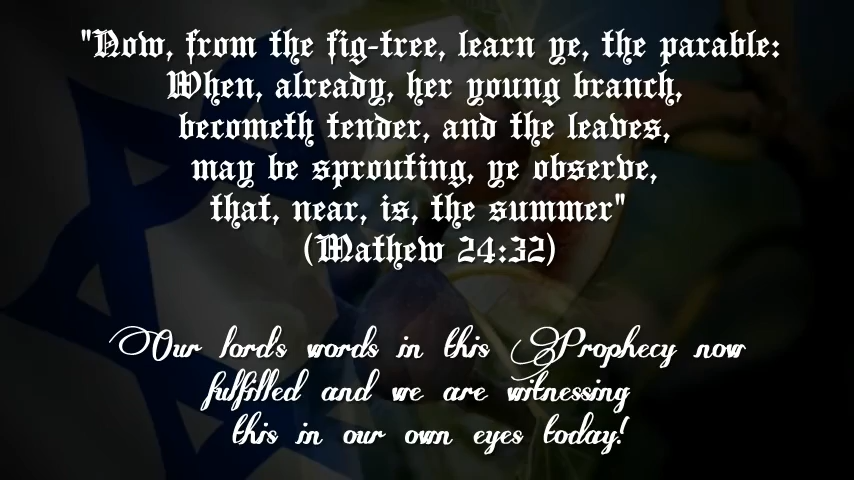 "Now, from the fig-tree, learn ye, the parable:
When, already, her young branch,
becometh tender, and the leaves,
may be sprouting, ye observe,
that, near, is, the summer"
(Mathew 24:32)
Our lord's words in this Prophecy now
fulfilled and we are witnessing
this in our own eyes today!